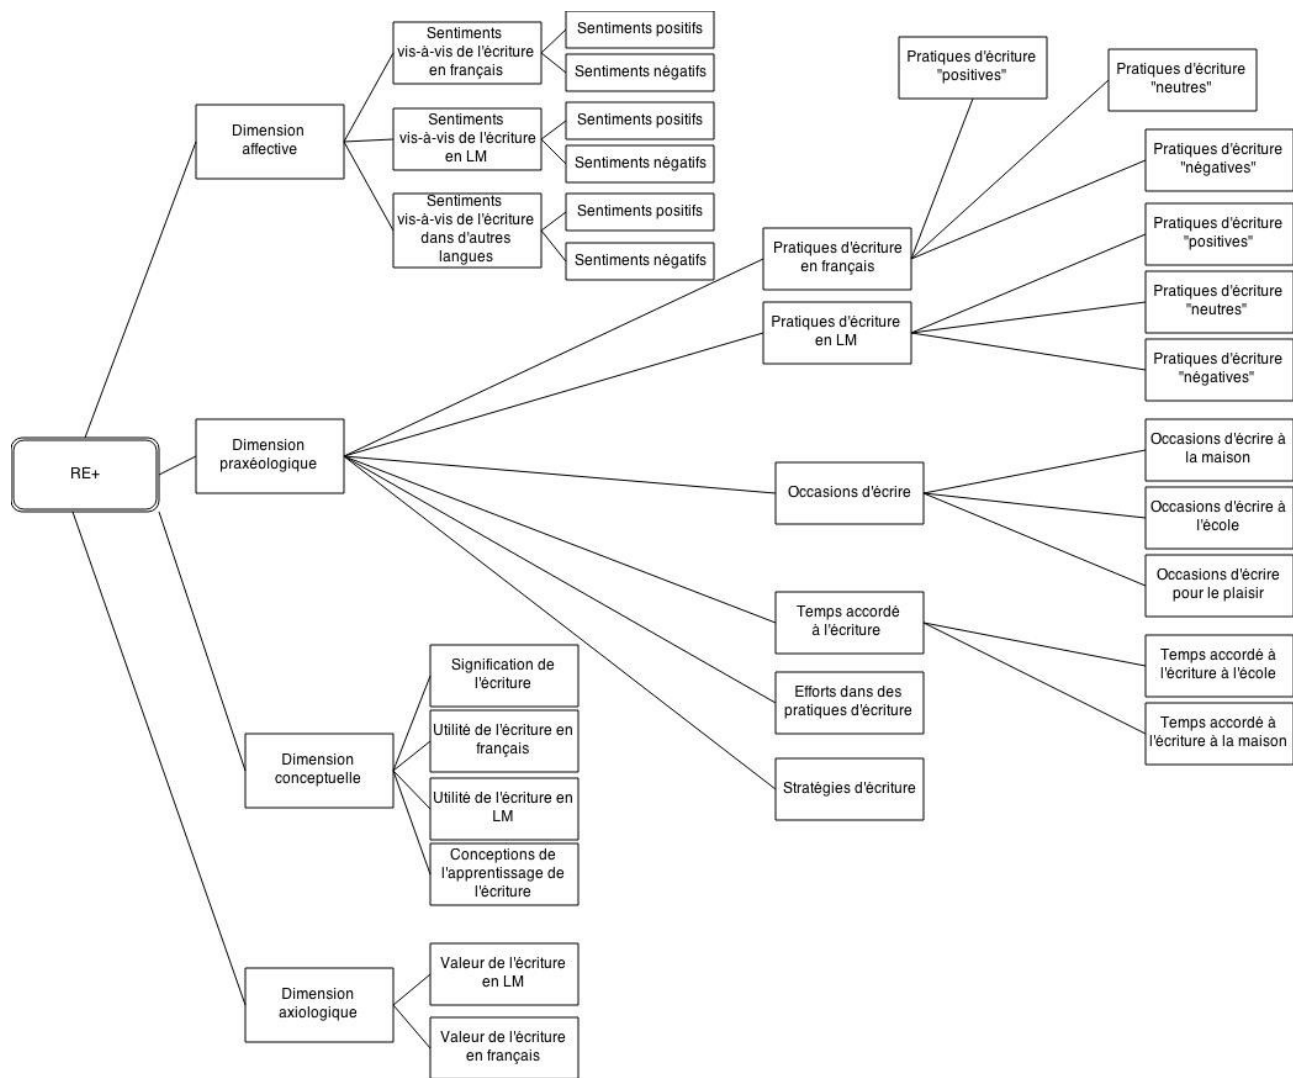 RE+
Dimension
affective
Sentiments
vis-à-vis de l'écriture
en français
Sentiments positifs
Sentiments négatifs
Sentiments
vis-à-vis de l'écriture
en LM
Sentiments positifs
Sentiments négatifs
Sentiments
vis-à-vis de l'écriture
dans d'autres
langues
Sentiments positifs
Sentiments négatifs
Dimension
praxéologique
Pratiques d'écriture
en français
Pratiques d'écriture
"positives"
Pratiques d'écriture
"neutres"
Pratiques d'écriture
"négatives"
Pratiques d'écriture
en LM
Pratiques d'écriture
"positives"
Pratiques d'écriture
"neutres"
Pratiques d'écriture
"négatives"
Occasions d'écrire
Occasions d'écrire à
la maison
Occasions d'écrire à
l'école
Occasions d'écrire
pour le plaisir
Temps accordé
à l'écriture
Temps accordé à
l'écriture à l'école
Temps accordé à
l'écriture à la maison
Efforts dans des
pratiques d'écriture
Stratégies d'écriture
Dimension
conceptuelle
Signification de
l'écriture
Utilité de l'écriture en
français
Utilité de l'écriture en
LM
Conceptions de
l'apprentissage de
l'écriture
Dimension
axiologique
Valeur de l'écriture
en LM
Valeur de l'écriture
en français